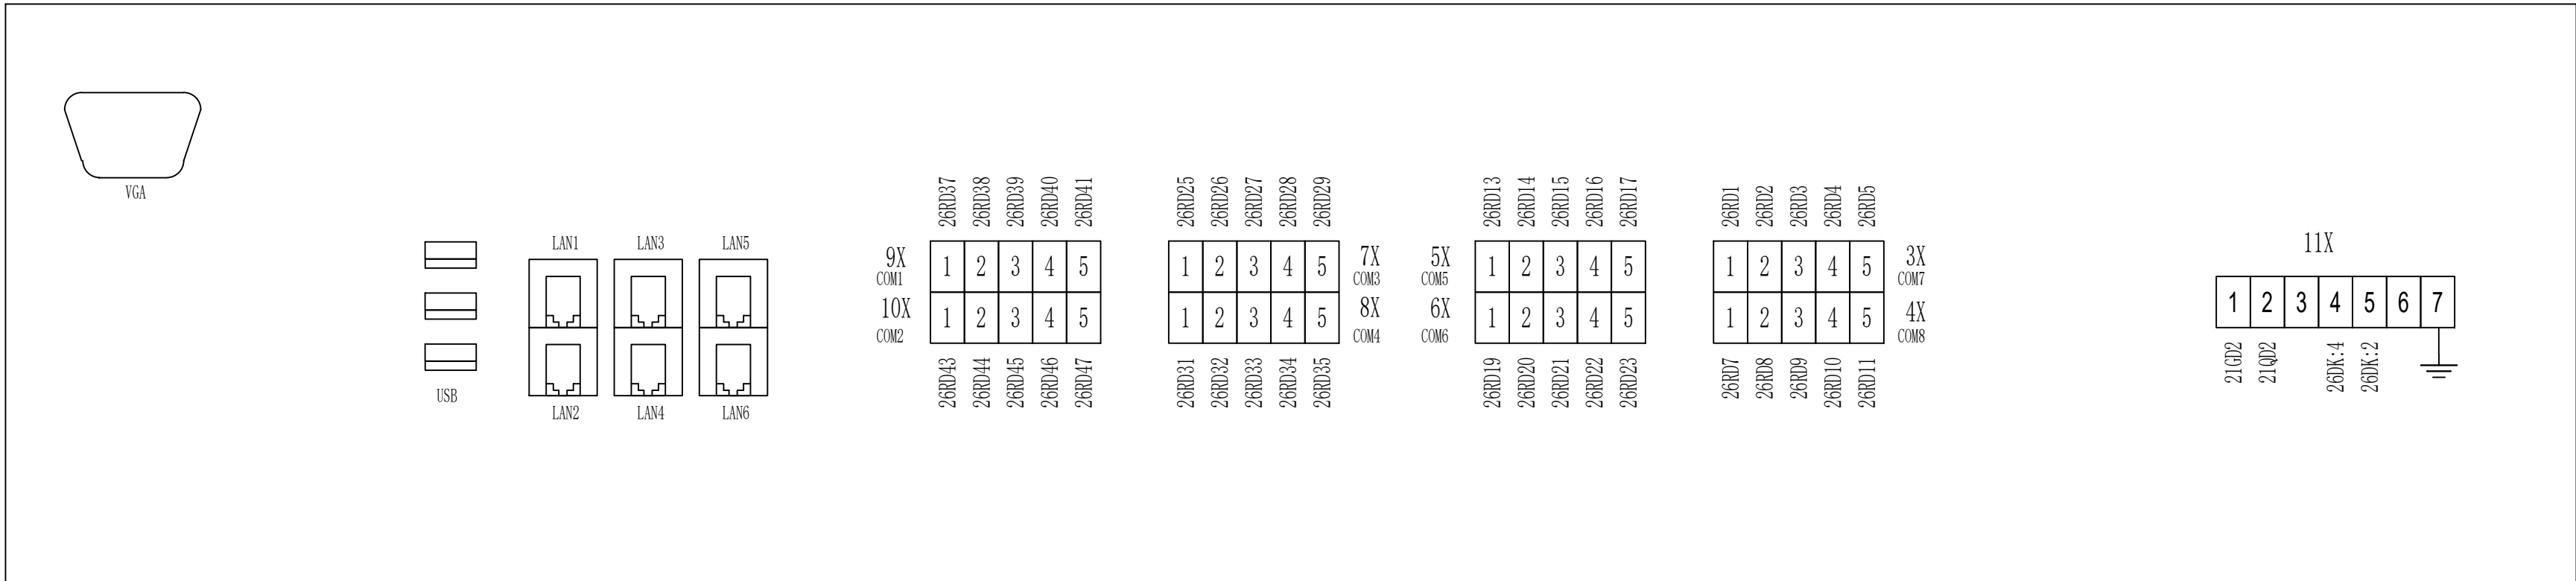 VGA
USB
LAN1 LAN3 LAN5
LAN2 LAN4 LAN6
26RD37 26RD38 26RD39 26RD40 26RD41
9X
COM1
1 2 3 4 5
10X
COM2
1 2 3 4 5
26RD43 26RD44 26RD45 26RD46 26RD47
26RD25 26RD26 26RD27 26RD28 26RD29
1 2 3 4 5
7X
COM3
1 2 3 4 5
8X
COM4
26RD31 26RD32 26RD33 26RD34 26RD35
26RD13 26RD14 26RD15 26RD16 26RD17
5X
COM5
1 2 3 4 5
6X
COM6
1 2 3 4 5
26RD19 26RD20 26RD21 26RD22 26RD23
26RD1 26RD2 26RD3 26RD4 26RD5
1 2 3 4 5
3X
COM7
1 2 3 4 5
4X
COM8
26RD7 26RD8 26RD9 26RD10 26RD11
11X
1 2 3 4 5 6 7
21GD2 21QD2 26DK:4 26DK:2